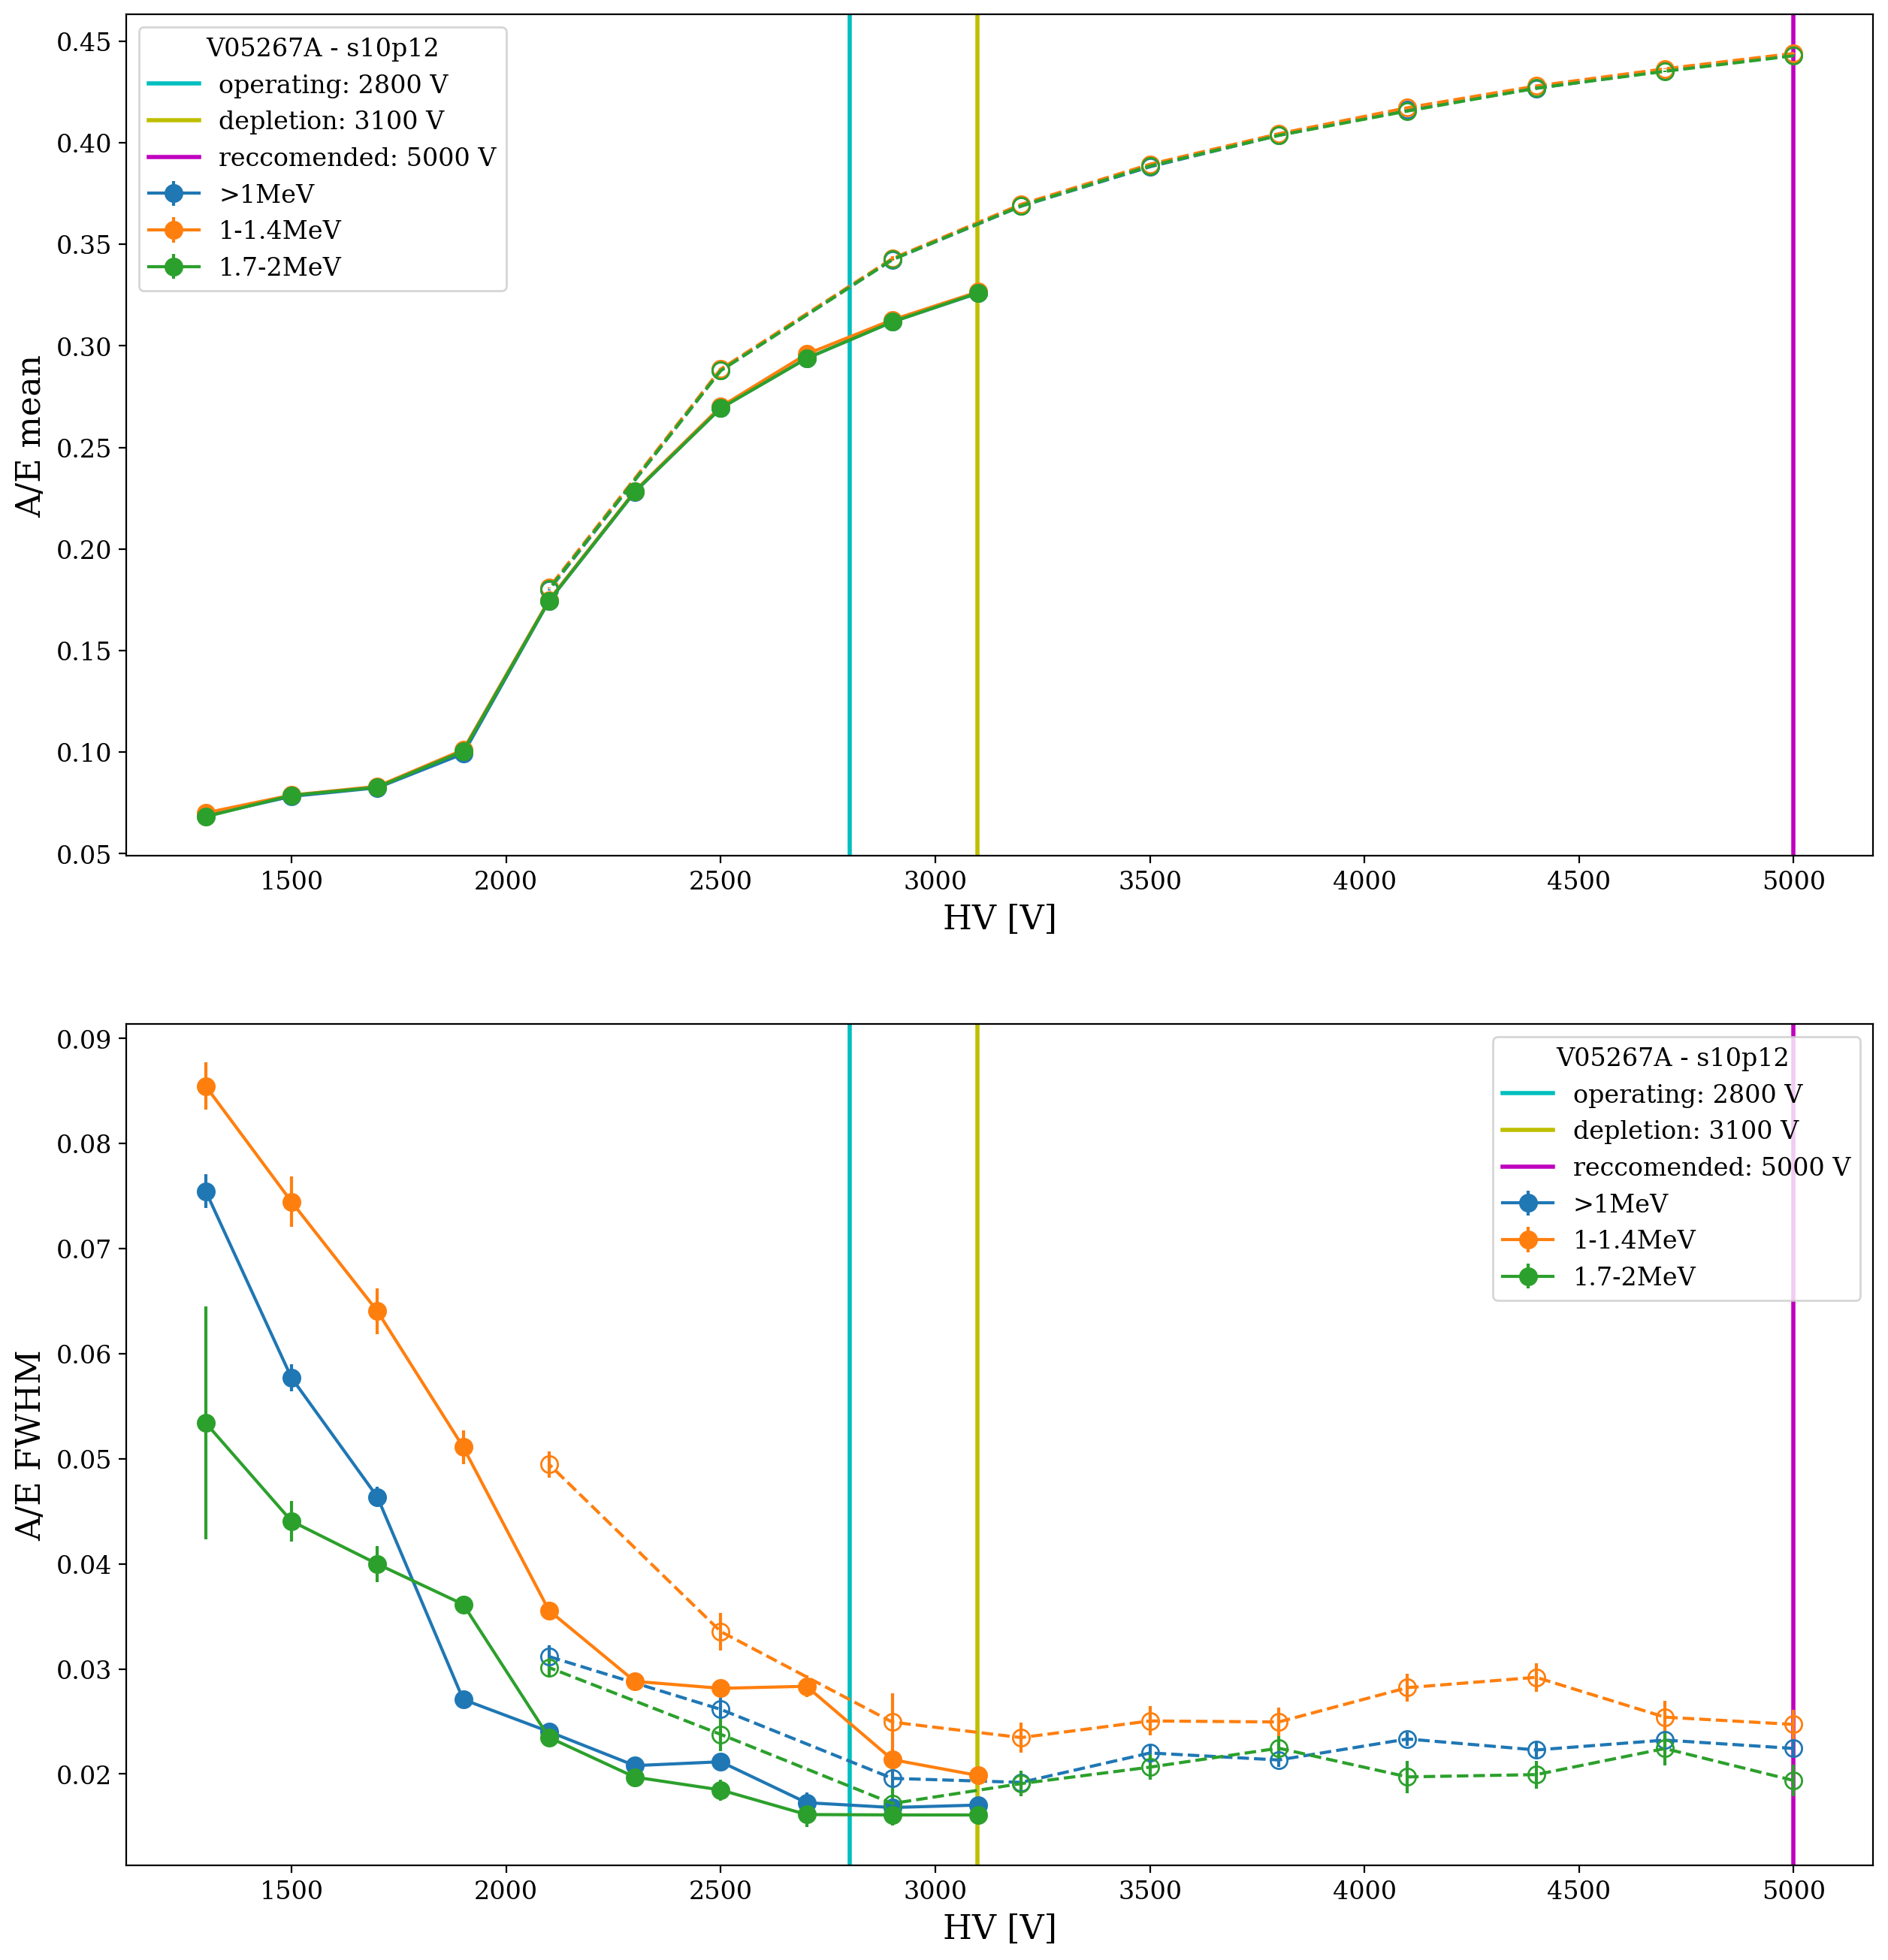 0.45
0.40
0.35
0.30
0.25
0.20
0.15
0.10
0.05
A/E mean
V05267A - s10p12
operating: 2800 V
depletion: 3100 V
reccomended: 5000 V
>1MeV
1-1.4MeV
1.7-2MeV
1500 2000 2500 3000 3500 4000 4500 5000
HV [V]
0.09
0.08
0.07
0.06
0.05
0.04
0.03
0.02
A/E FWHM
V05267A - s10p12
operating: 2800 V
depletion: 3100 V
reccomended: 5000 V
>1MeV
1-1.4MeV
1.7-2MeV
1500 2000 2500 3000 3500 4000 4500 5000
HV [V]